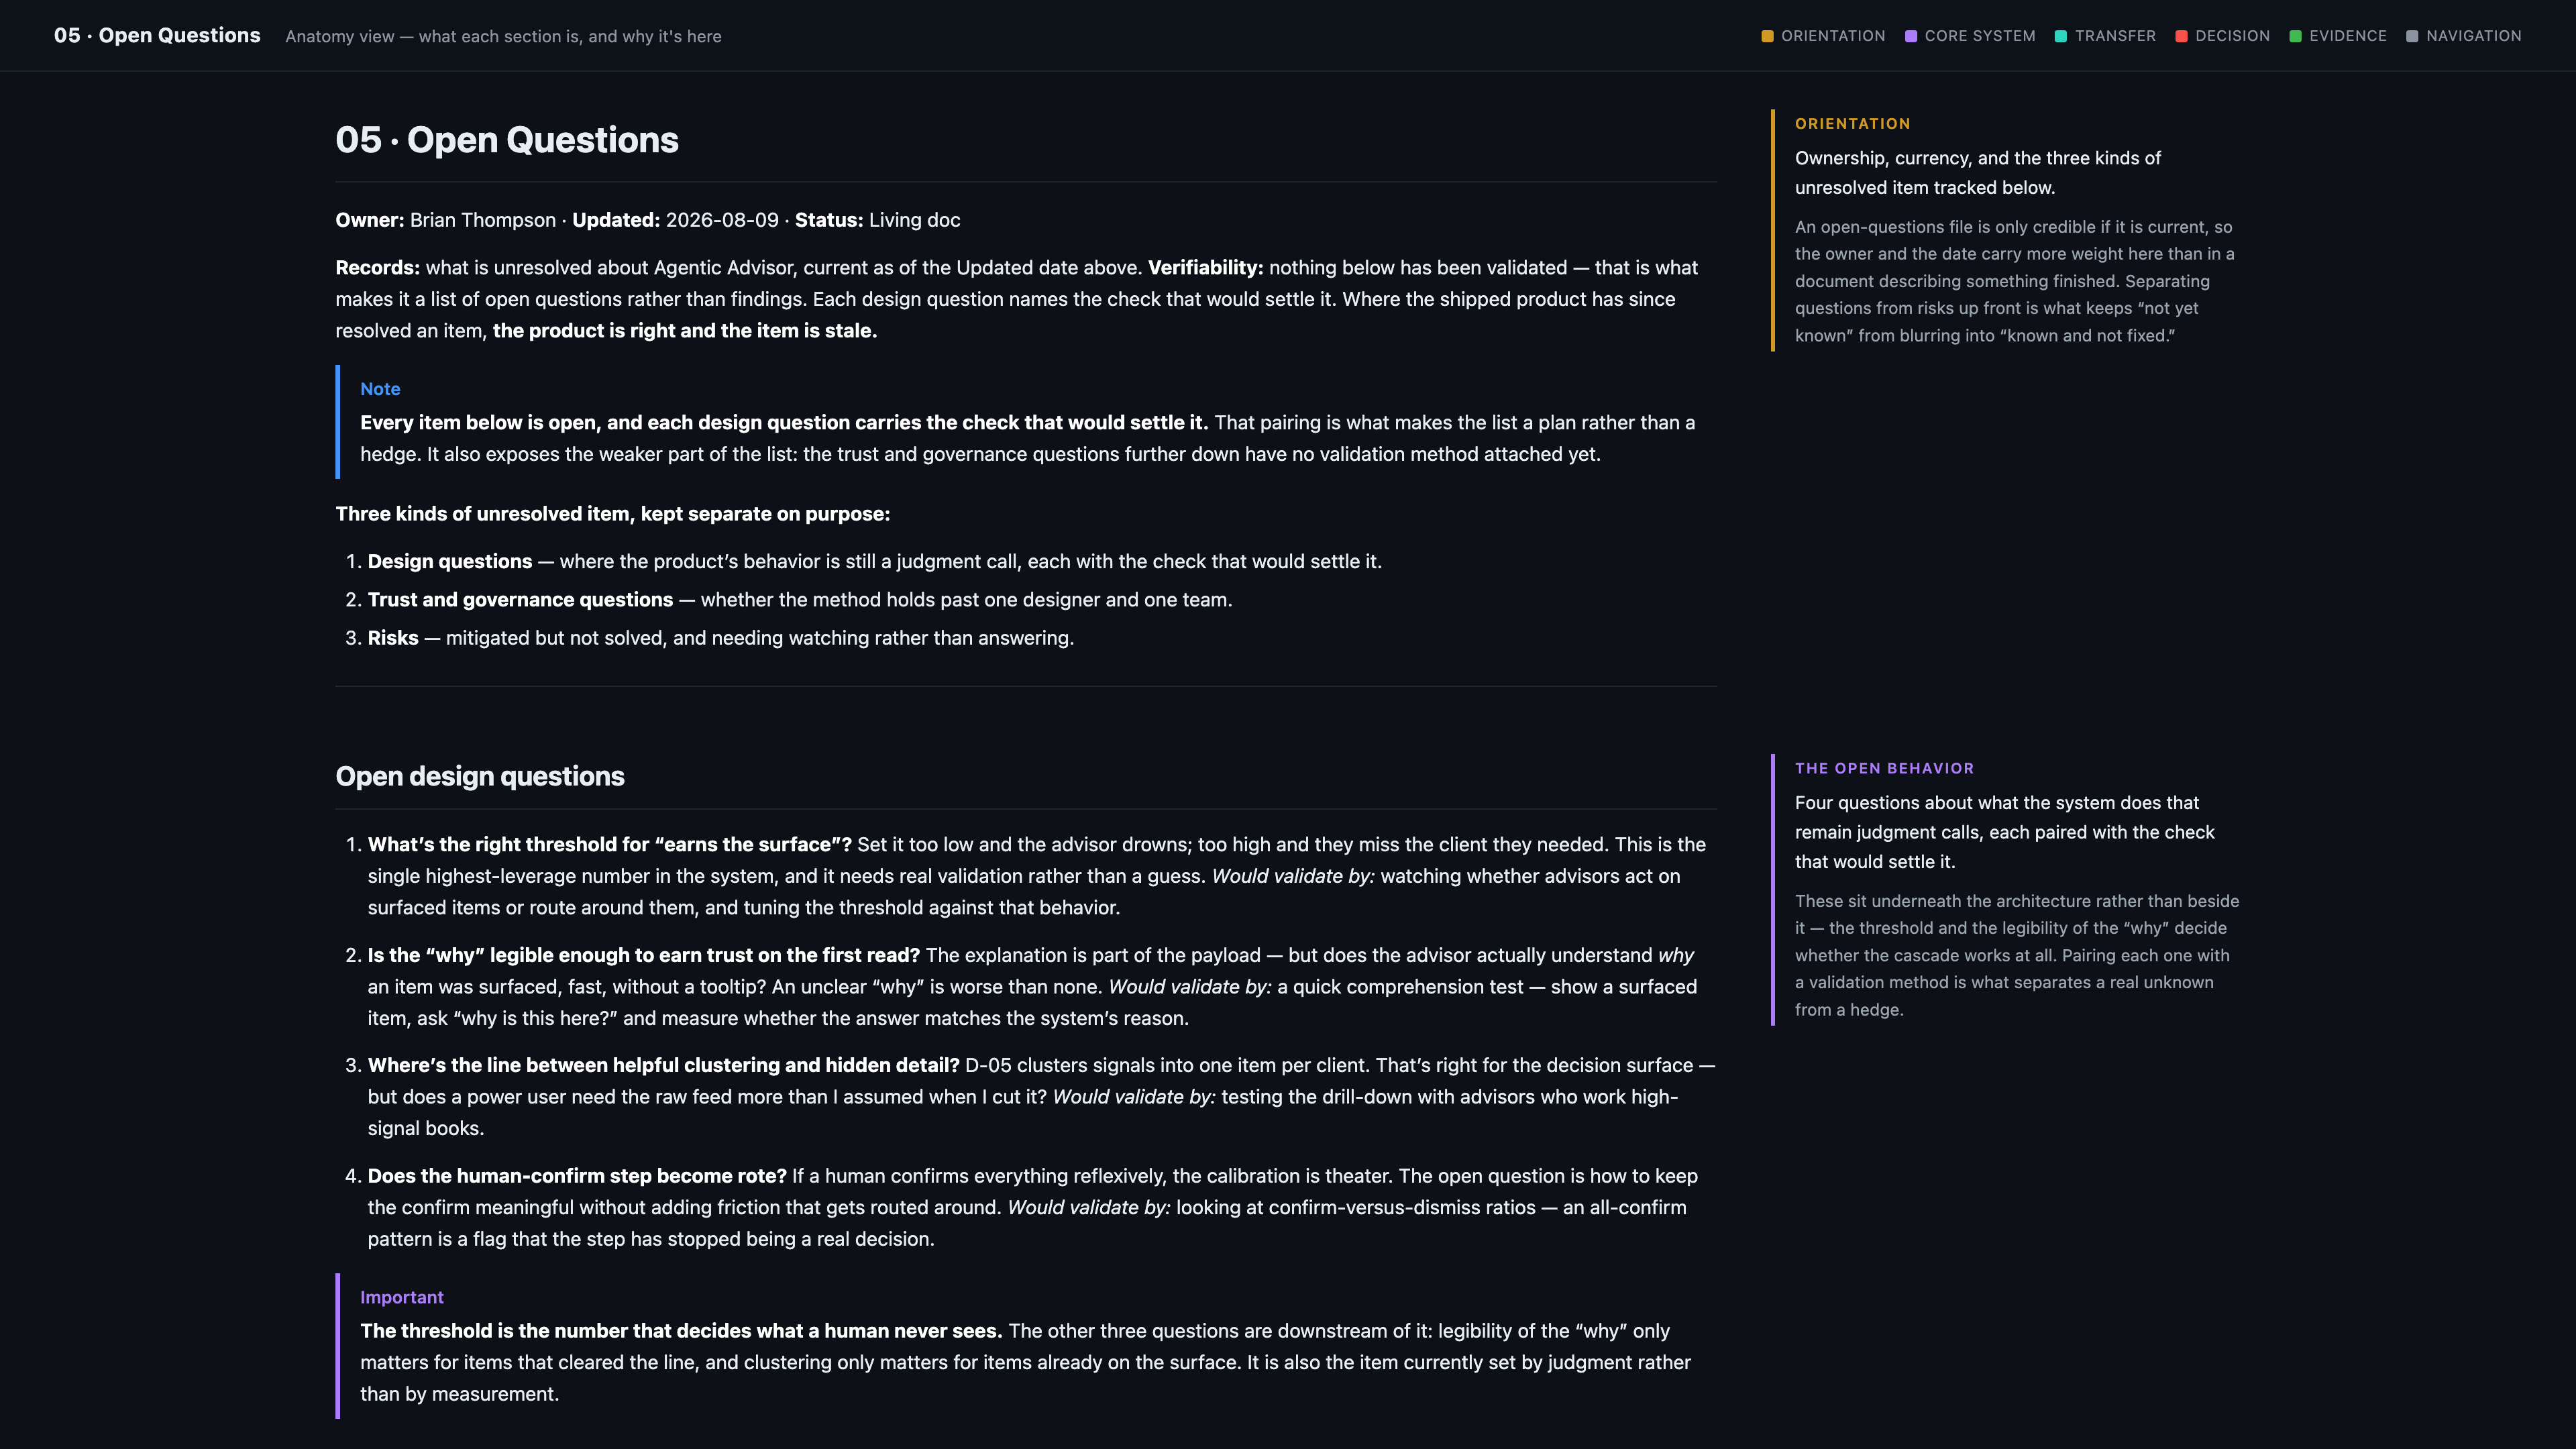 05 · Open Questions
Anatomy view — what each section is, and why it's here
ORIENTATION
CORE SYSTEM
TRANSFER
DECISION
EVIDENCE
NAVIGATION
05 · Open Questions
Owner: Brian Thompson · Updated: 2026-08-09 · Status: Living doc
Records: what is unresolved about Agentic Advisor, current as of the Updated date above. Verifiability: nothing below has been validated — that is what
makes it a list of open questions rather than findings. Each design question names the check that would settle it. Where the shipped product has since
resolved an item, the product is right and the item is stale.
Note
Every item below is open, and each design question carries the check that would settle it. That pairing is what makes the list a plan rather than a
hedge. It also exposes the weaker part of the list: the trust and governance questions further down have no validation method attached yet.
Three kinds of unresolved item, kept separate on purpose:
1. Design questions — where the product’s behavior is still a judgment call, each with the check that would settle it.
2. Trust and governance questions — whether the method holds past one designer and one team.
3. Risks — mitigated but not solved, and needing watching rather than answering.
ORIENTATION
Ownership, currency, and the three kinds of
unresolved item tracked below.
An open-questions file is only credible if it is current, so
the owner and the date carry more weight here than in a
document describing something finished. Separating
questions from risks up front is what keeps “not yet
known” from blurring into “known and not fixed.”
Open design questions
1. What’s the right threshold for “earns the surface”? Set it too low and the advisor drowns; too high and they miss the client they needed. This is the
single highest-leverage number in the system, and it needs real validation rather than a guess. Would validate by: watching whether advisors act on
surfaced items or route around them, and tuning the threshold against that behavior.
2. Is the “why” legible enough to earn trust on the first read? The explanation is part of the payload — but does the advisor actually understand why
an item was surfaced, fast, without a tooltip? An unclear “why” is worse than none. Would validate by: a quick comprehension test — show a surfaced
item, ask “why is this here?” and measure whether the answer matches the system’s reason.
3. Where’s the line between helpful clustering and hidden detail? D-05 clusters signals into one item per client. That’s right for the decision surface —
but does a power user need the raw feed more than I assumed when I cut it? Would validate by: testing the drill-down with advisors who work high-
signal books.
4. Does the human-confirm step become rote? If a human confirms everything reflexively, the calibration is theater. The open question is how to keep
the confirm meaningful without adding friction that gets routed around. Would validate by: looking at confirm-versus-dismiss ratios — an all-confirm
pattern is a flag that the step has stopped being a real decision.
Important
The threshold is the number that decides what a human never sees. The other three questions are downstream of it: legibility of the “why” only
matters for items that cleared the line, and clustering only matters for items already on the surface. It is also the item currently set by judgment rather
than by measurement.
THE OPEN BEHAVIOR
Four questions about what the system does that
remain judgment calls, each paired with the check
that would settle it.
These sit underneath the architecture rather than beside
it — the threshold and the legibility of the “why” decide
whether the cascade works at all. Pairing each one with
a validation method is what separates a real unknown
from a hedge.